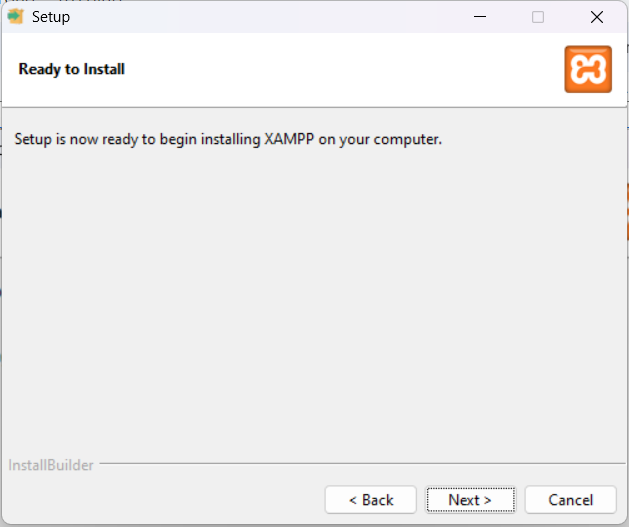 Setup
Ready to Install
Setup is now ready to begin installing XAMPP on your computer.
InstallBuilder
< Back
Next >
Cancel